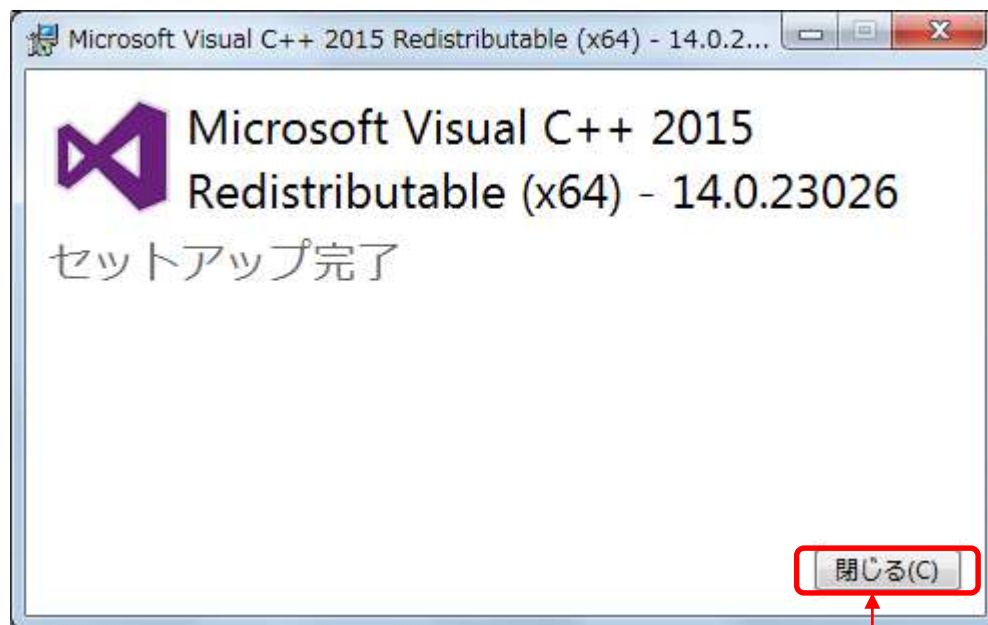 Microsoft Visual C++ 2015 Redistributable (x64) - 14.0.2...
Microsoft Visual C++ 2015
Redistributable (x64) - 14.0.23026
セットアップ完了
閉じる(C)